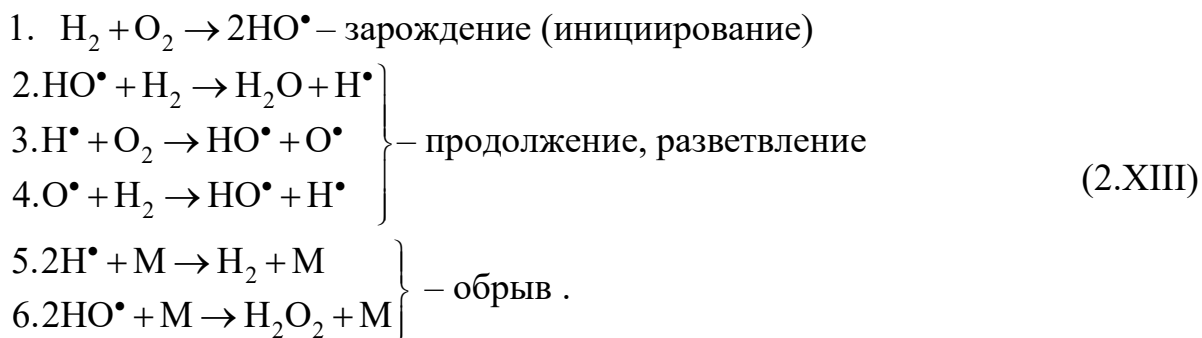 1. H₂ + O₂ → 2HO• – зарождение (инициирование)
2.HO• + H₂ → H₂O + H•
3.H• + O₂ → HO• + O• – продолжение, разветвление
4.O• + H₂ → HO• + H•
(2.XIII)
5.2H• + M → H₂ + M
6.2HO• + M → H₂O₂ + M – обрыв .